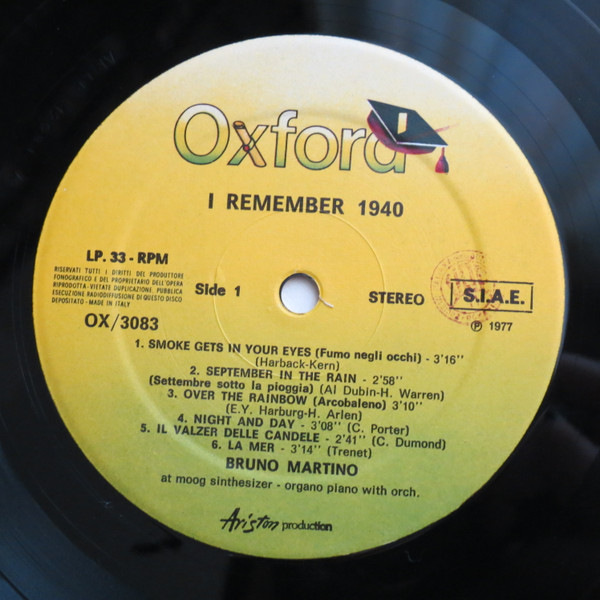 Oxford
I REMEMBER 1940
LP. 33 - RPM
RISERVATI TUTTI I DIRITTI DEL PRODUTTORE
FONOGRAFICO E DEL PROPRIETARIO DELL'OPERA
RIPRODOTTA - VIETATE DUPLICAZIONE. PUBBLICA
ESECUZIONE RADIODIFFUSIONE DI QUESTO DISCO
DEPOSITATO - MADE IN ITALY
Side 1
STEREO
S.I.A.E.
OX/3083
℗ 1977
1. SMOKE GETS IN YOUR EYES (Fumo negli occhi) - 3'16''
(Harback-Kern)
2. SEPTEMBER IN THE RAIN - 2'58''
(Settembre sotto la pioggia) (Al Dubin-H. Warren)
3. OVER THE RAINBOW (Arcobaleno) 3'10''
(E.Y. Harburg-H. Arlen)
4. NIGHT AND DAY - 3'08'' (C. Porter)
5. IL VALZER DELLE CANDELE - 2'41'' (C. Dumond)
6. LA MER - 3'14'' (Trenet)
BRUNO MARTINO
at moog sinthesizer - organo piano with orch.
Ariston production